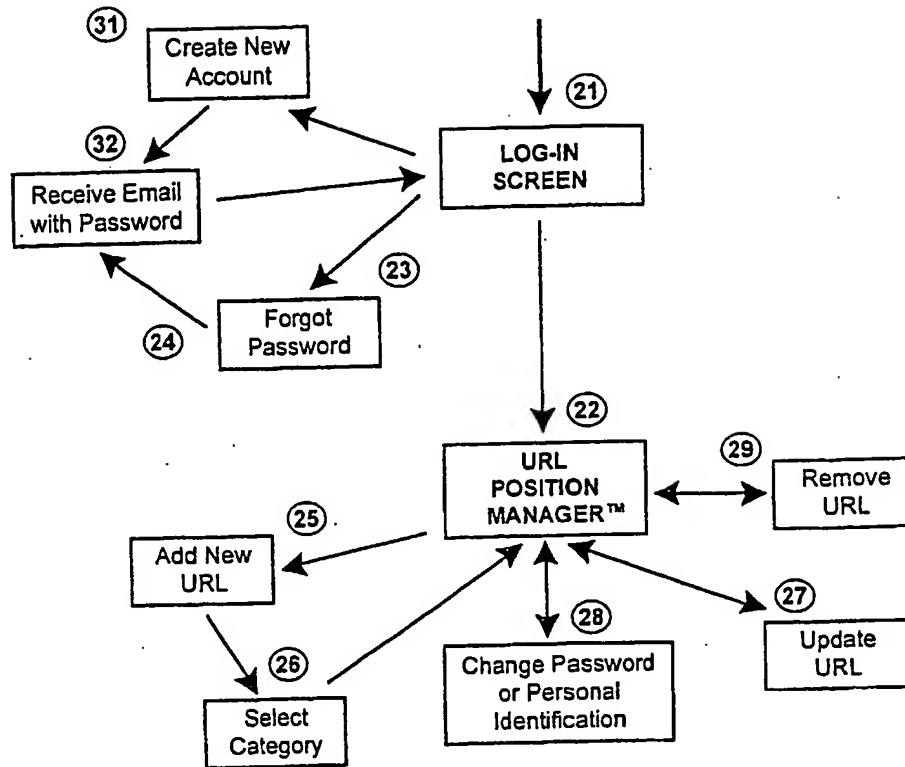 31
Create New
Account
21
LOG-IN
SCREEN
32
Receive Email
with Password
23
Forgot
Password
24
22
URL
POSITION
MANAGER™
29
Remove
URL
25
Add New
URL
27
Update
URL
28
Change Password
or Personal
Identification
26
Select
Category